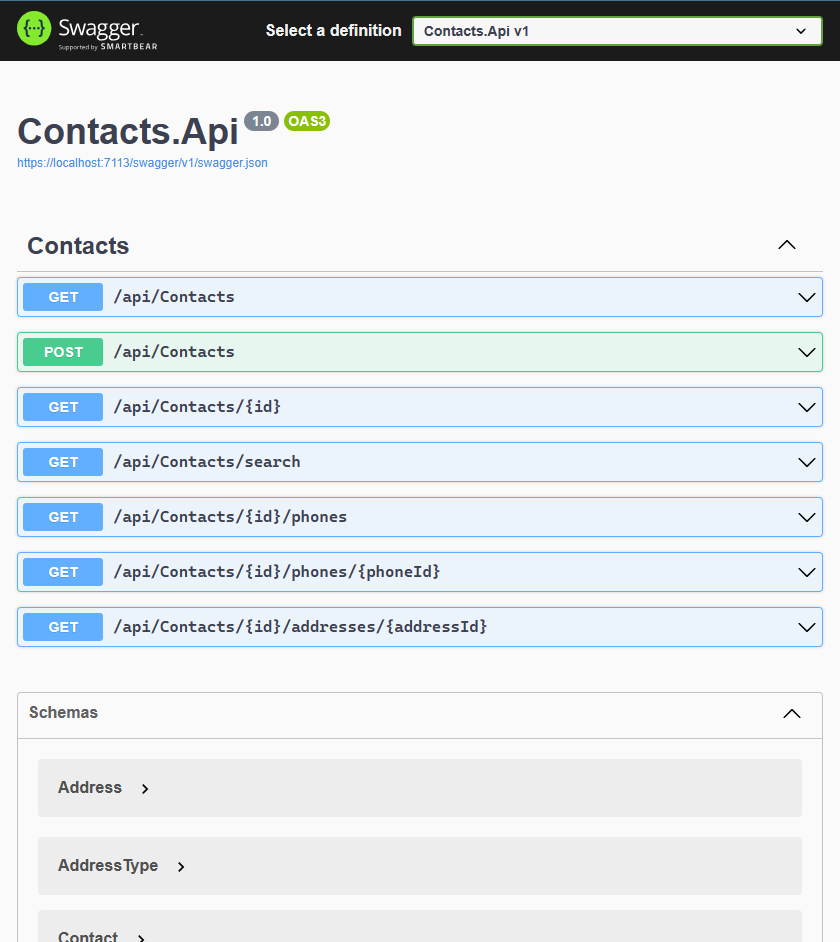 Swagger
Supported by SMARTBEAR
Select a definition
Contacts.Api v1
Contacts.Api 1.0 OAS3
https://localhost:7113/swagger/v1/swagger.json
Contacts
GET /api/Contacts
POST /api/Contacts
GET /api/Contacts/{id}
GET /api/Contacts/search
GET /api/Contacts/{id}/phones
GET /api/Contacts/{id}/phones/{phoneId}
GET /api/Contacts/{id}/addresses/{addressId}
Schemas
Address
AddressType
Contact